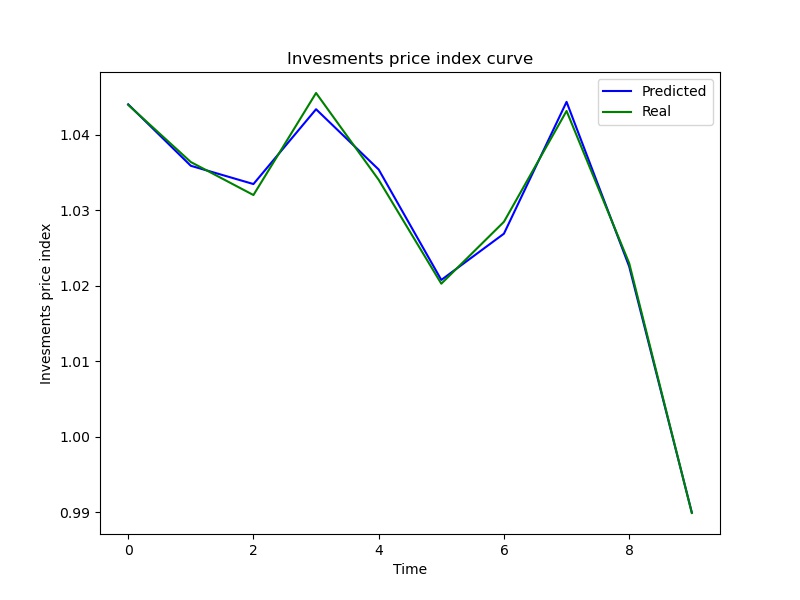 Invesments price index curve
Predicted
Real
Invesments price index
1.04
1.03
1.02
1.01
1.00
0.99
0 2 4 6 8
Time